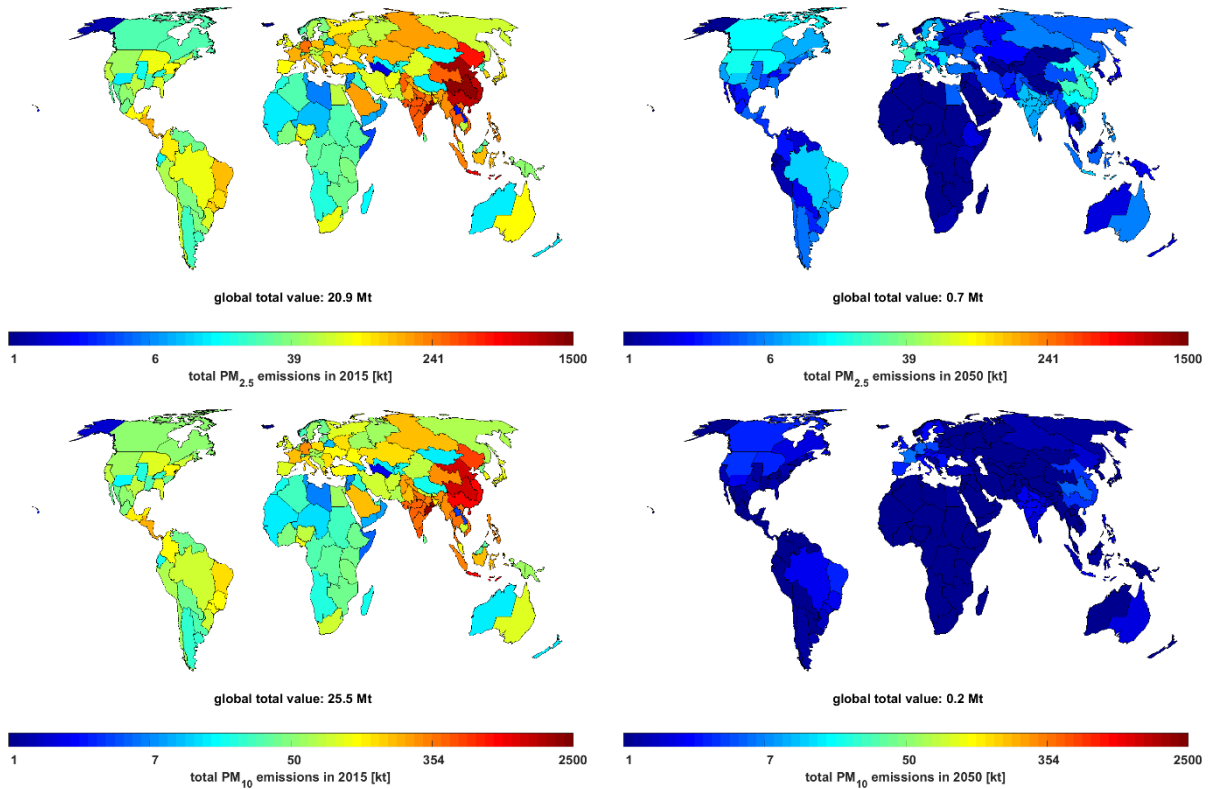 global total value: 20.9 Mt
1 6 39 241 1500
total PM2.5 emissions in 2015 [kt]
global total value: 0.7 Mt
1 6 39 241 1500
total PM2.5 emissions in 2050 [kt]
global total value: 25.5 Mt
1 7 50 354 2500
total PM10 emissions in 2015 [kt]
global total value: 0.2 Mt
1 7 50 354 2500
total PM10 emissions in 2050 [kt]